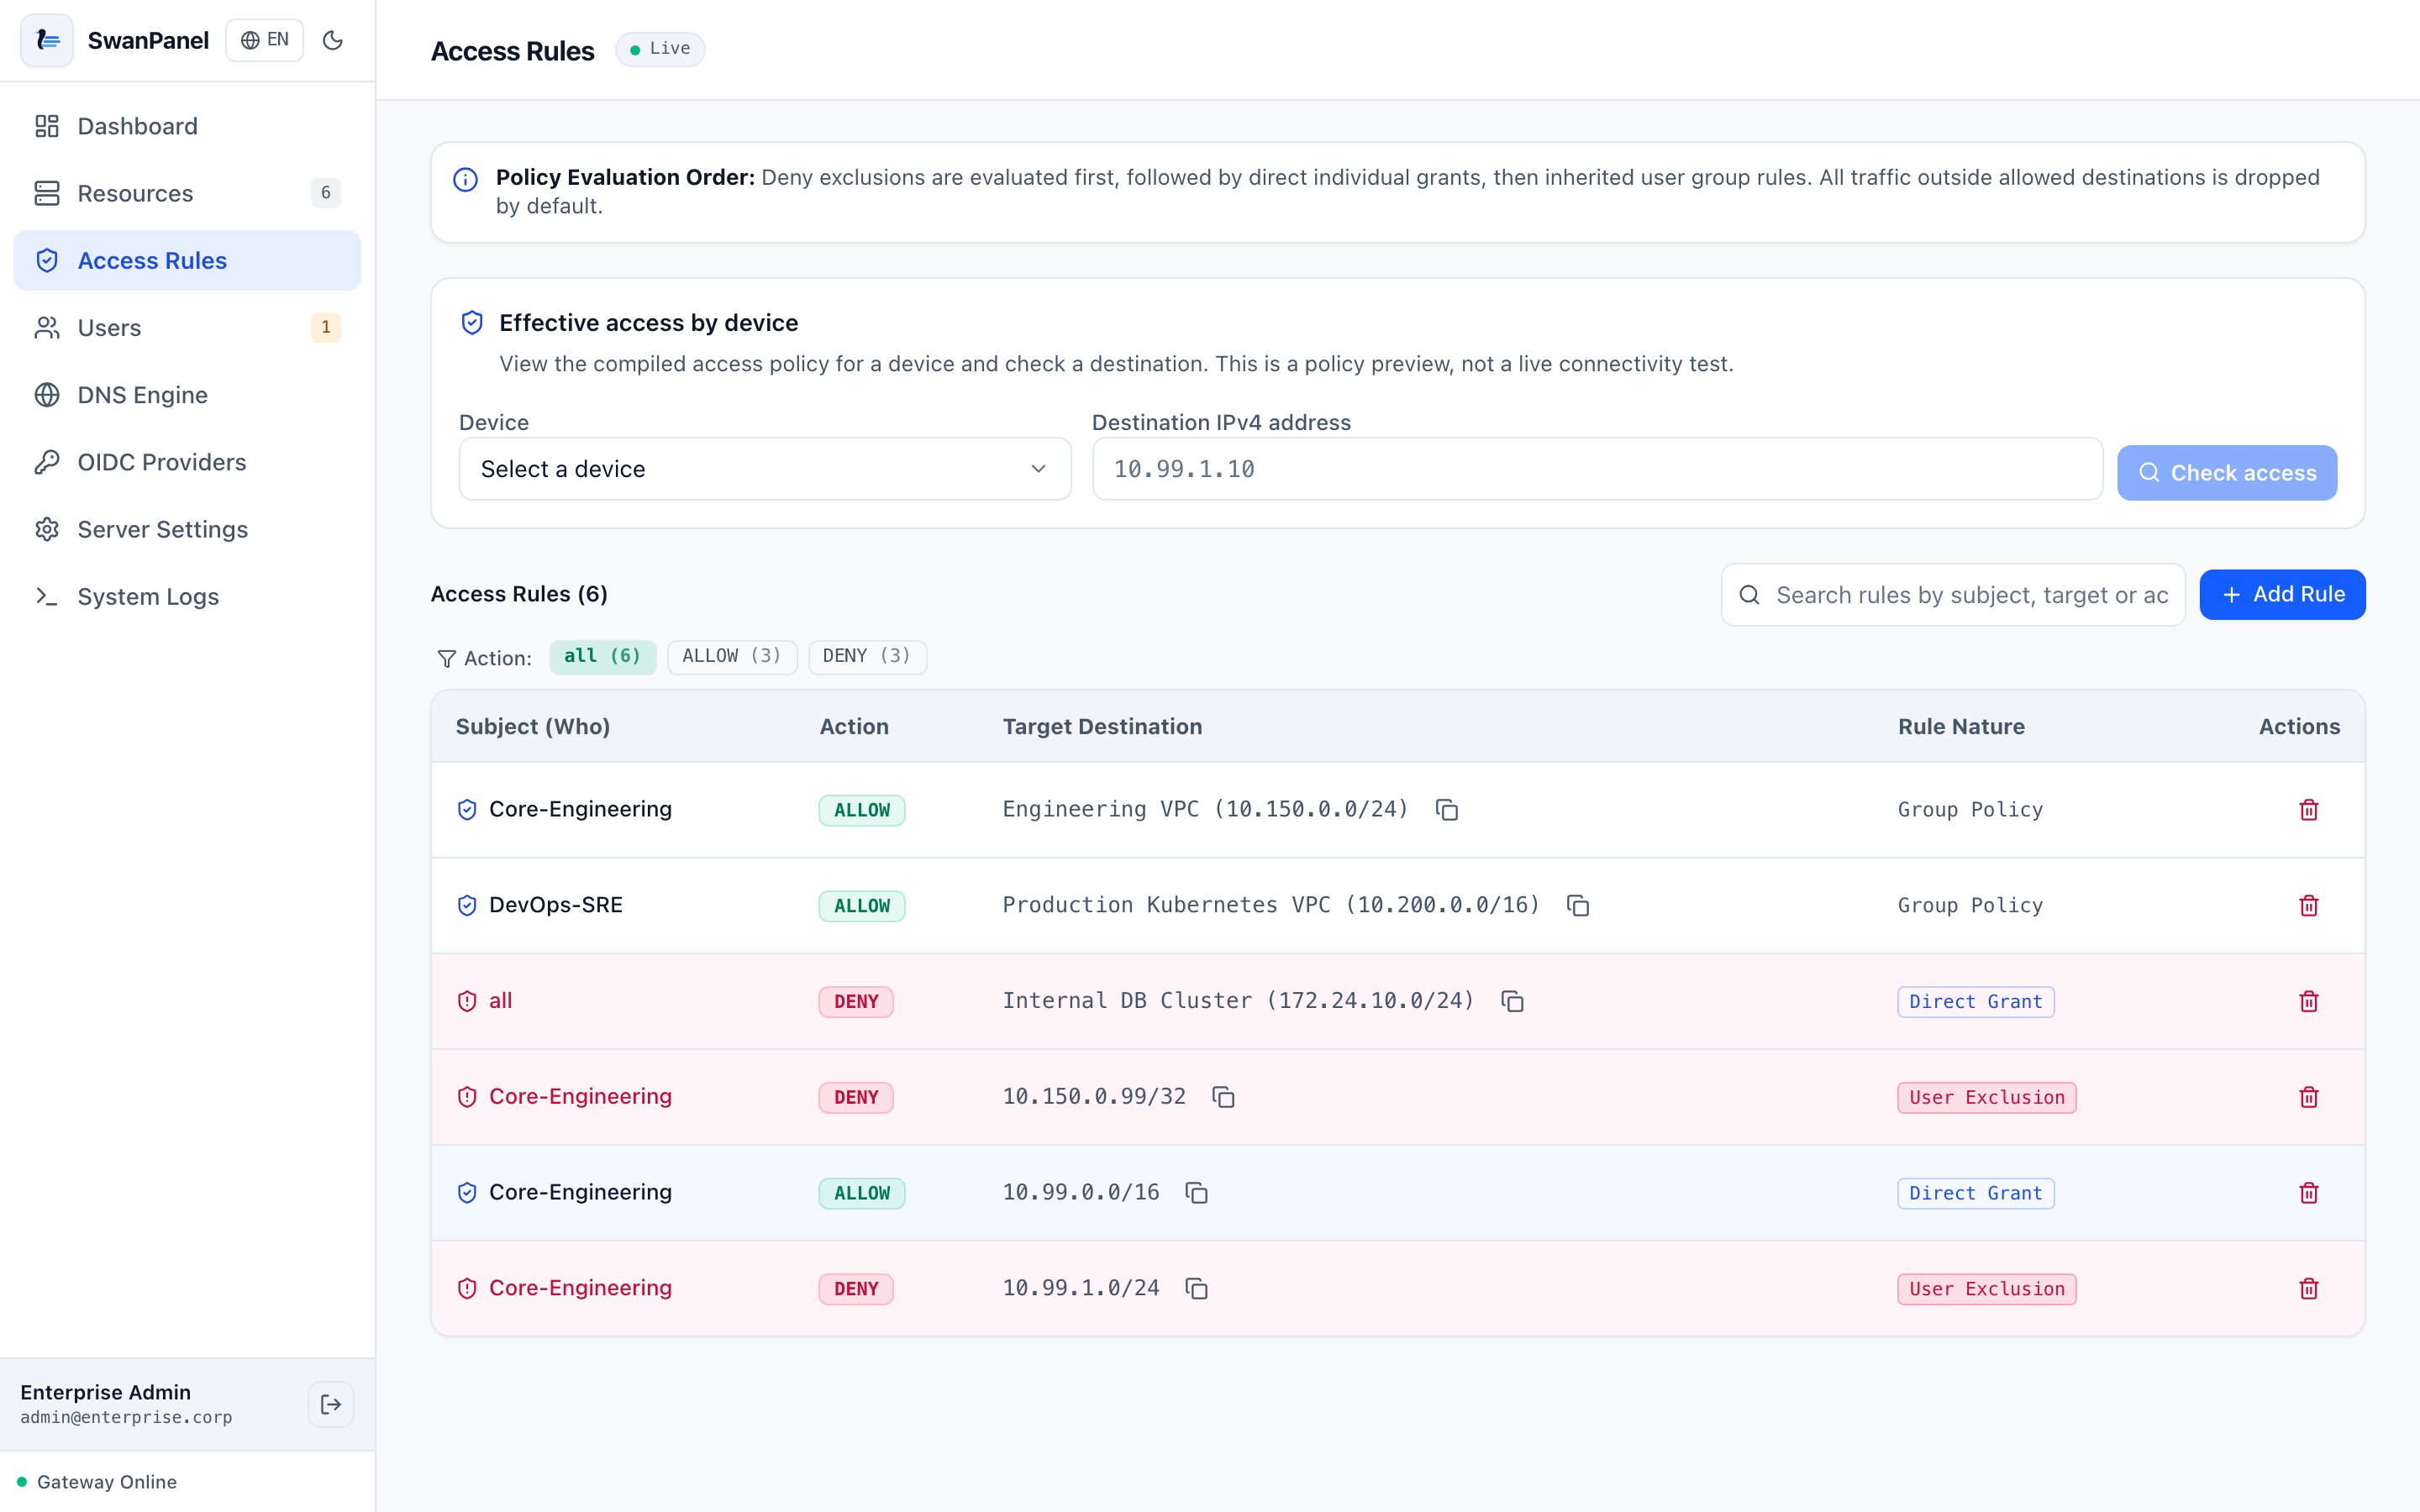 SwanPanel
EN
Dashboard
Resources 6
Access Rules
Users 1
DNS Engine
OIDC Providers
Server Settings
System Logs
Enterprise Admin
admin@enterprise.corp
Gateway Online
Access Rules Live
Policy Evaluation Order: Deny exclusions are evaluated first, followed by direct individual grants, then inherited user group rules. All traffic outside allowed destinations is dropped
by default.
Effective access by device
View the compiled access policy for a device and check a destination. This is a policy preview, not a live connectivity test.
Device Destination IPv4 address
Select a device 10.99.1.10 Check access
Access Rules (6) Search rules by subject, target or ac Add Rule
Action: all (6) ALLOW (3) DENY (3)
Subject (Who) Action Target Destination Rule Nature Actions
Core-Engineering ALLOW Engineering VPC (10.150.0.0/24) Group Policy
DevOps-SRE ALLOW Production Kubernetes VPC (10.200.0.0/16) Group Policy
all DENY Internal DB Cluster (172.24.10.0/24) Direct Grant
Core-Engineering DENY 10.150.0.99/32 User Exclusion
Core-Engineering ALLOW 10.99.0.0/16 Direct Grant
Core-Engineering DENY 10.99.1.0/24 User Exclusion